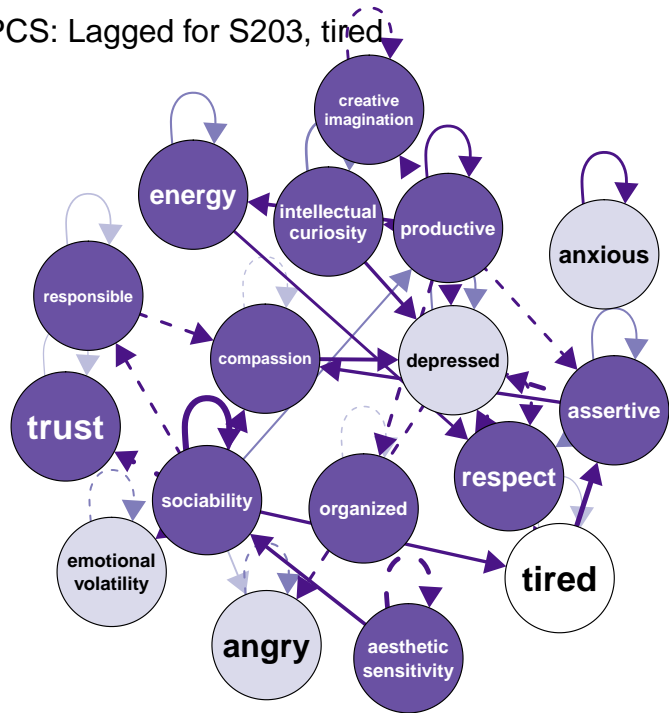 PCS: Lagged for S203, tired
creative
imagination
energy
intellectual
curiosity
productive
anxious
responsible
compassion
depressed
trust
assertive
respect
sociability
organized
emotional
volatility
tired
angry
aesthetic
sensitivity